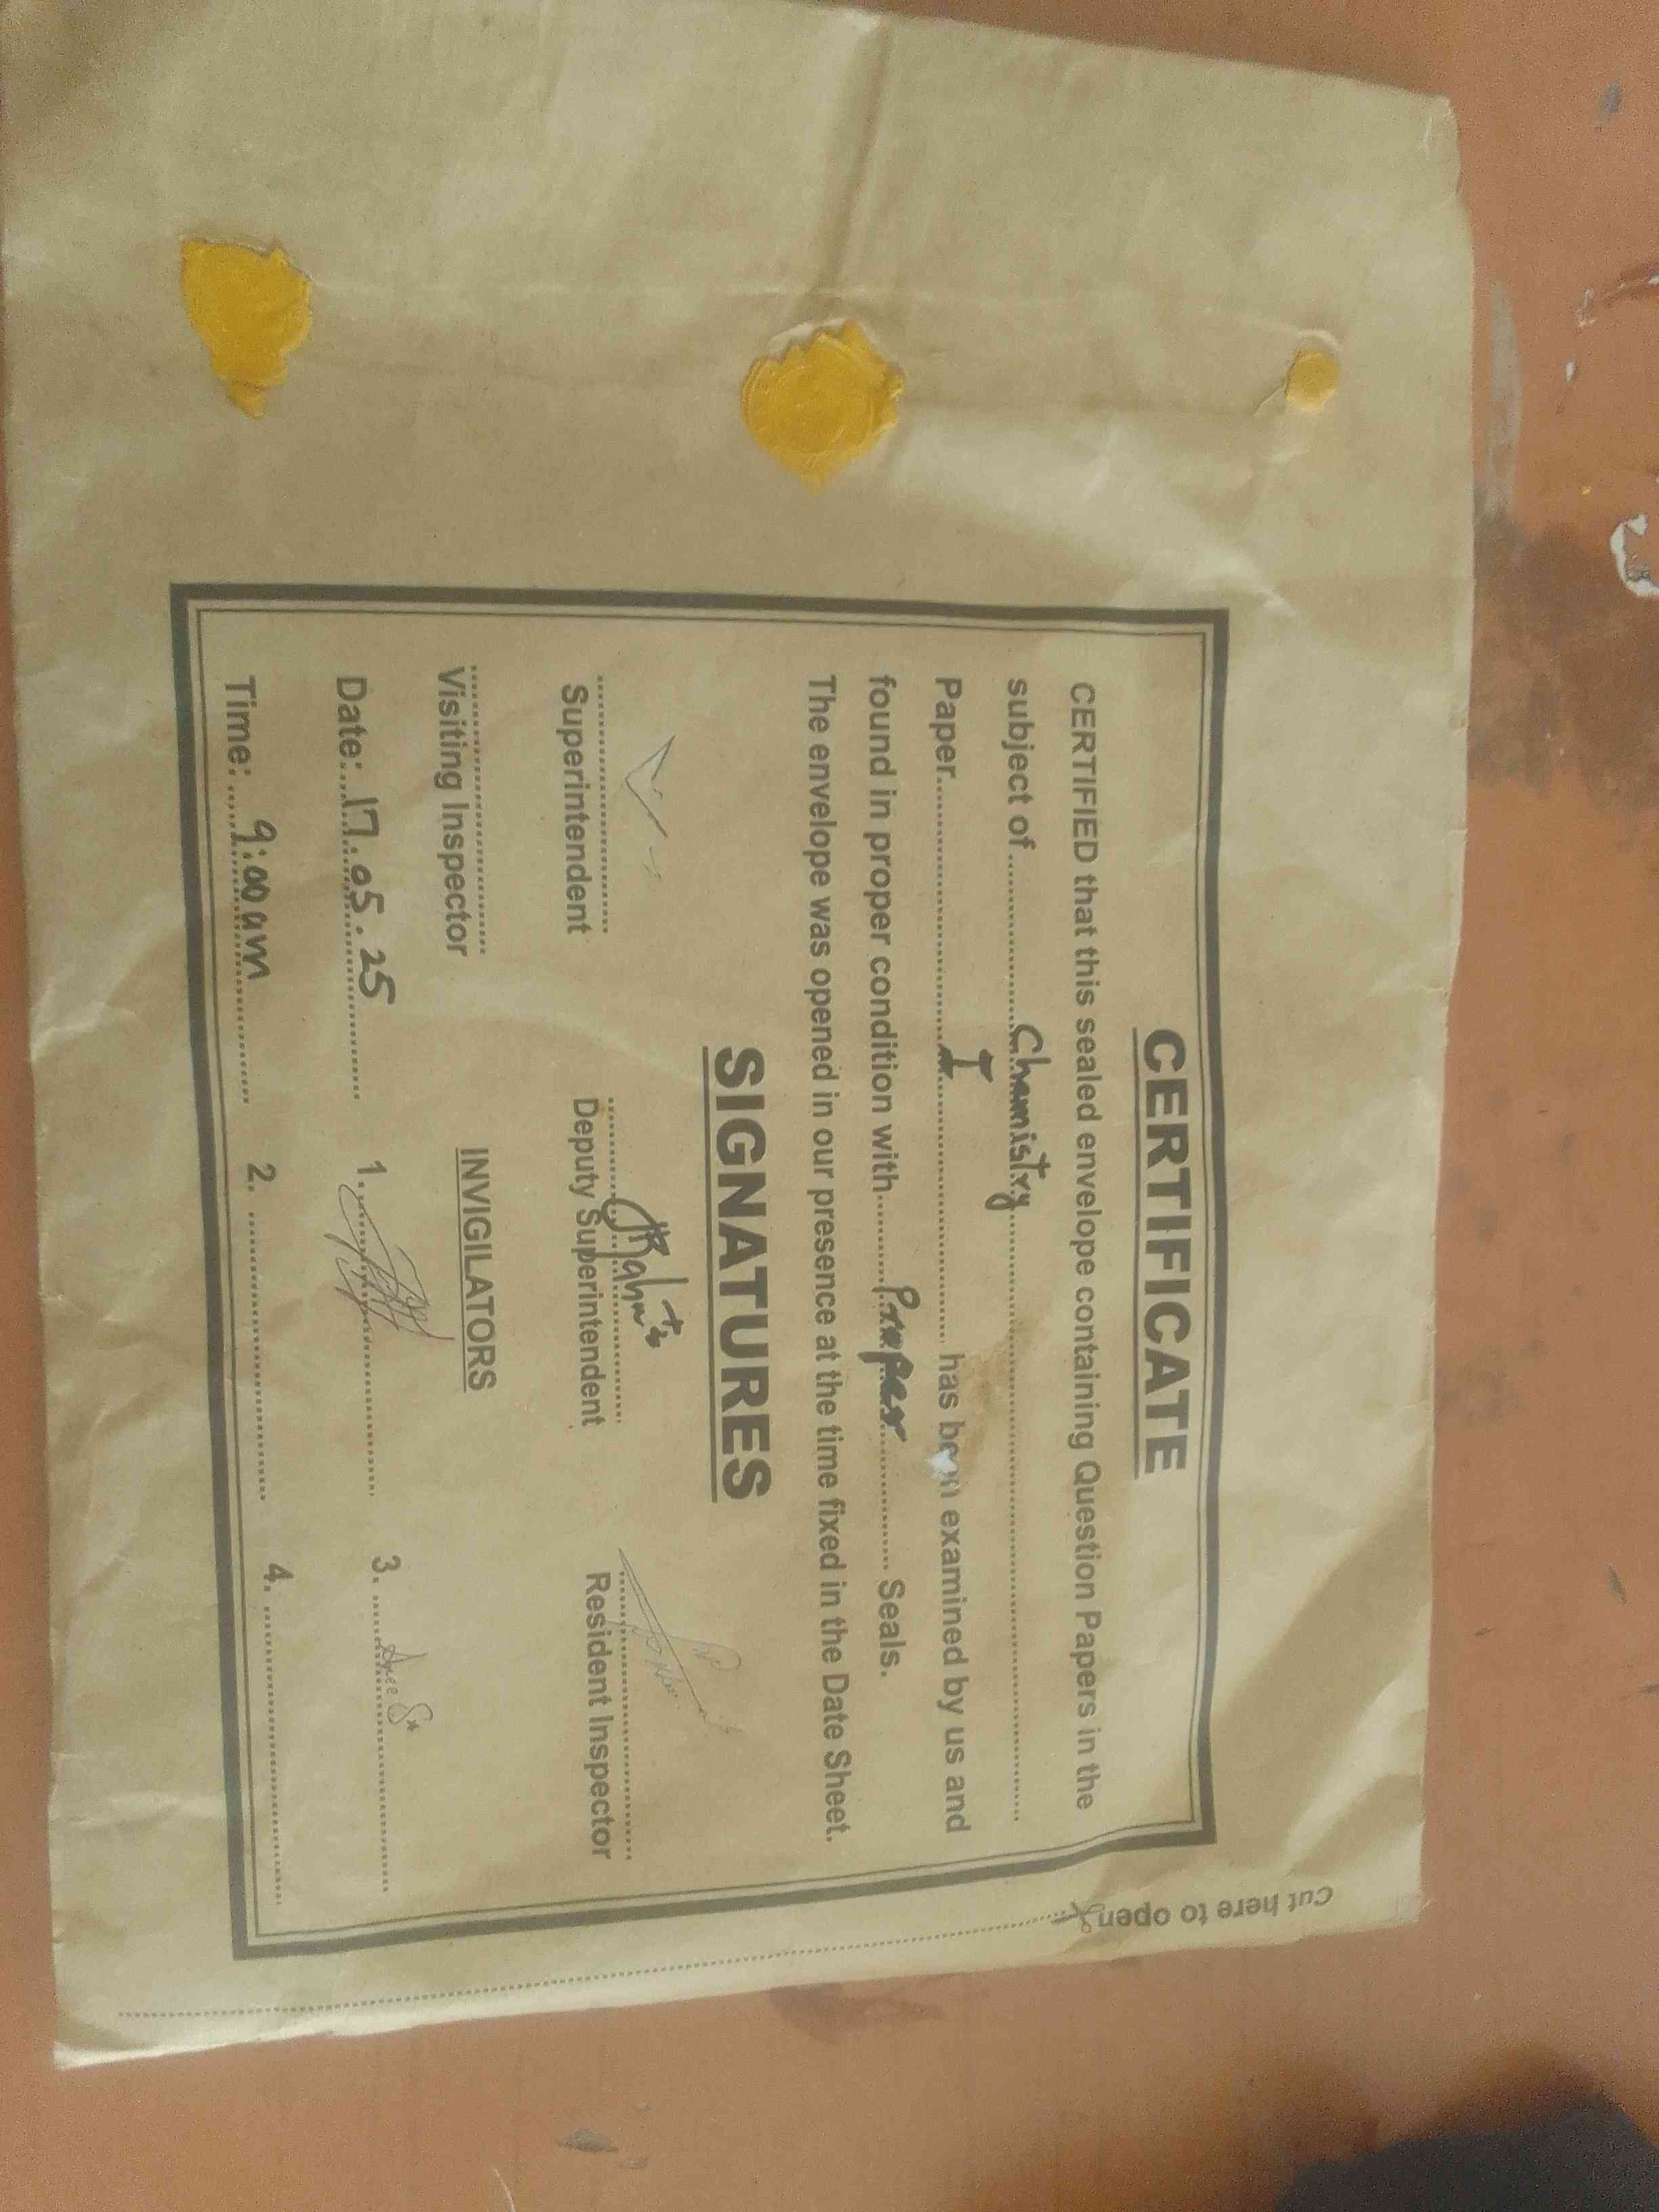 CERTIFICATE
CERTIFIED that this sealed envelope containing Question Papers in the
subject of ........ Chamistry ........
Paper ........ I ........ has been examined by us and
found in proper condition with ........ Proper ........ Seals.
The envelope was opened in our presence at the time fixed in the Date Sheet.
SIGNATURES
Superintendent Deputy Superintendent Resident Inspector
Visiting Inspector INVIGILATORS
Date: 17.05.25 1. ........ 3. ........
Time: 9:00 am 2. ........ 4. ........
Cut here to open